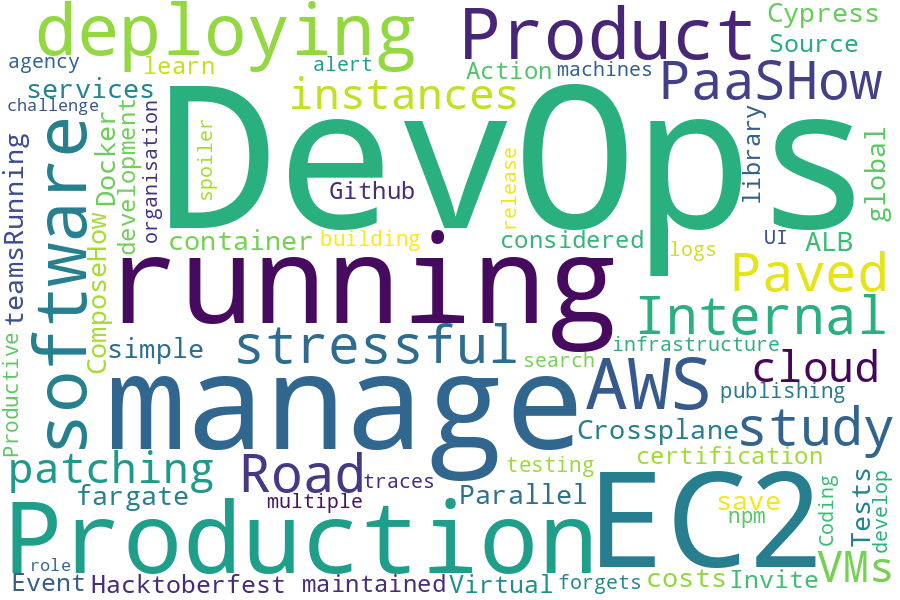 deploying
Product
Cypress
Source
agency
learn
alert
Action
machines
PaaSHow
services
instances
challenge
DevOps
software
Docker
development
organisation
spoiler
Github
release
library
global
teamsRunning
ComposeHow
container
building
considered
logs
UI
ALB
running
Paved
Internal
simple
stressful
search
infrastructure
cloud
Productive
manage
AWS
publishing
study
Crossplane
patching
Road
traces
testing
certification
fargate
multiple
Parallel
EC2
save
npm
Coding
Tests
develop
Production
role
Event
Hacktoberfest
maintained
Virtual
forgets
costs
Invite
VMs